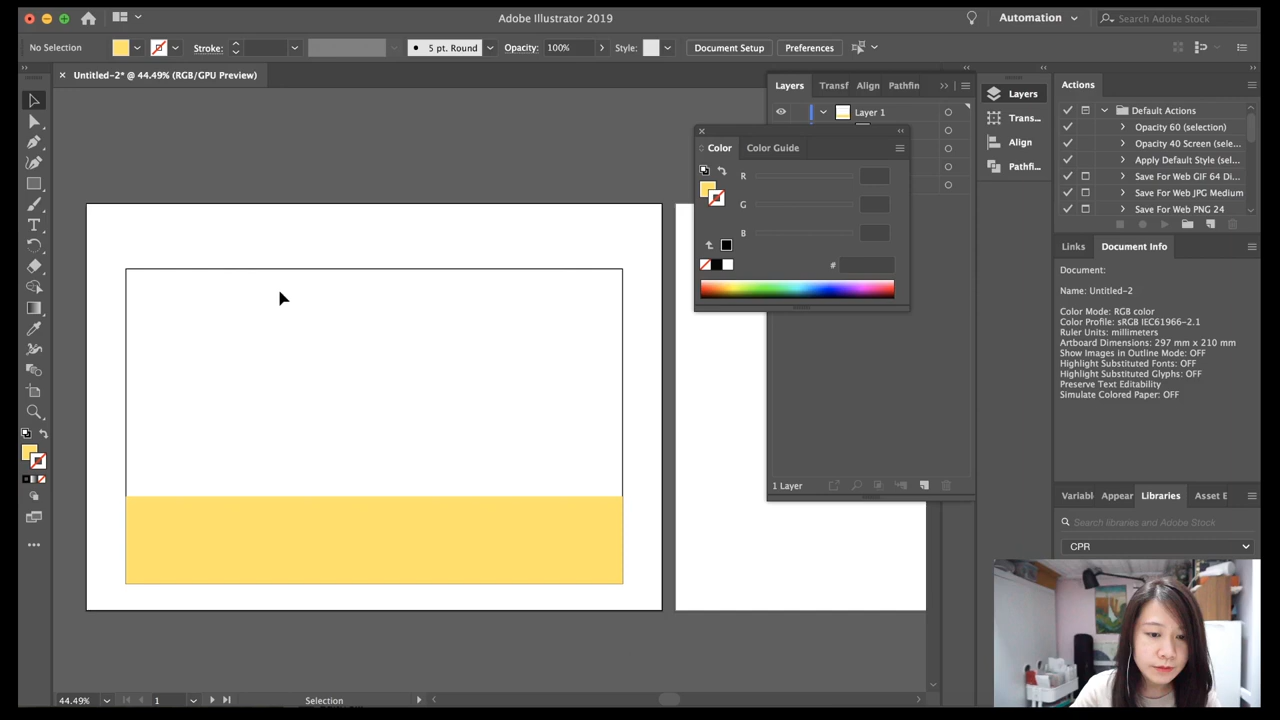 Adobe Illustrator 2019
Automation
Search Adobe Stock
No Selection
Stroke:
5 pt. Round
Opacity:
100%
Style:
Document Setup
Preferences
Untitled-2* @ 44.49% (RGB/GPU Preview)
Layers
Transf
Align
Pathfin
Layer 1
Color
Color Guide
R
G
B
#
1 Layer
Layers
Trans...
Align
Pathfi...
Actions
Default Actions
Opacity 60 (selection)
Opacity 40 Screen (sele...
Apply Default Style (sel...
Save For Web GIF 64 Di...
Save For Web JPG Medium
Save For Web PNG 24
Links
Document Info
Document:
Name: Untitled-2
Color Mode: RGB color
Color Profile: sRGB IEC61966-2.1
Ruler Units: millimeters
Artboard Dimensions: 297 mm x 210 mm
Show Images in Outline Mode: OFF
Highlight Substituted Fonts: OFF
Highlight Substituted Glyphs: OFF
Preserve Text Editability
Simulate Colored Paper: OFF
Variabl
Appear
Libraries
Asset E
Search libraries and Adobe Stock
CPR
44.49%
1
Selection